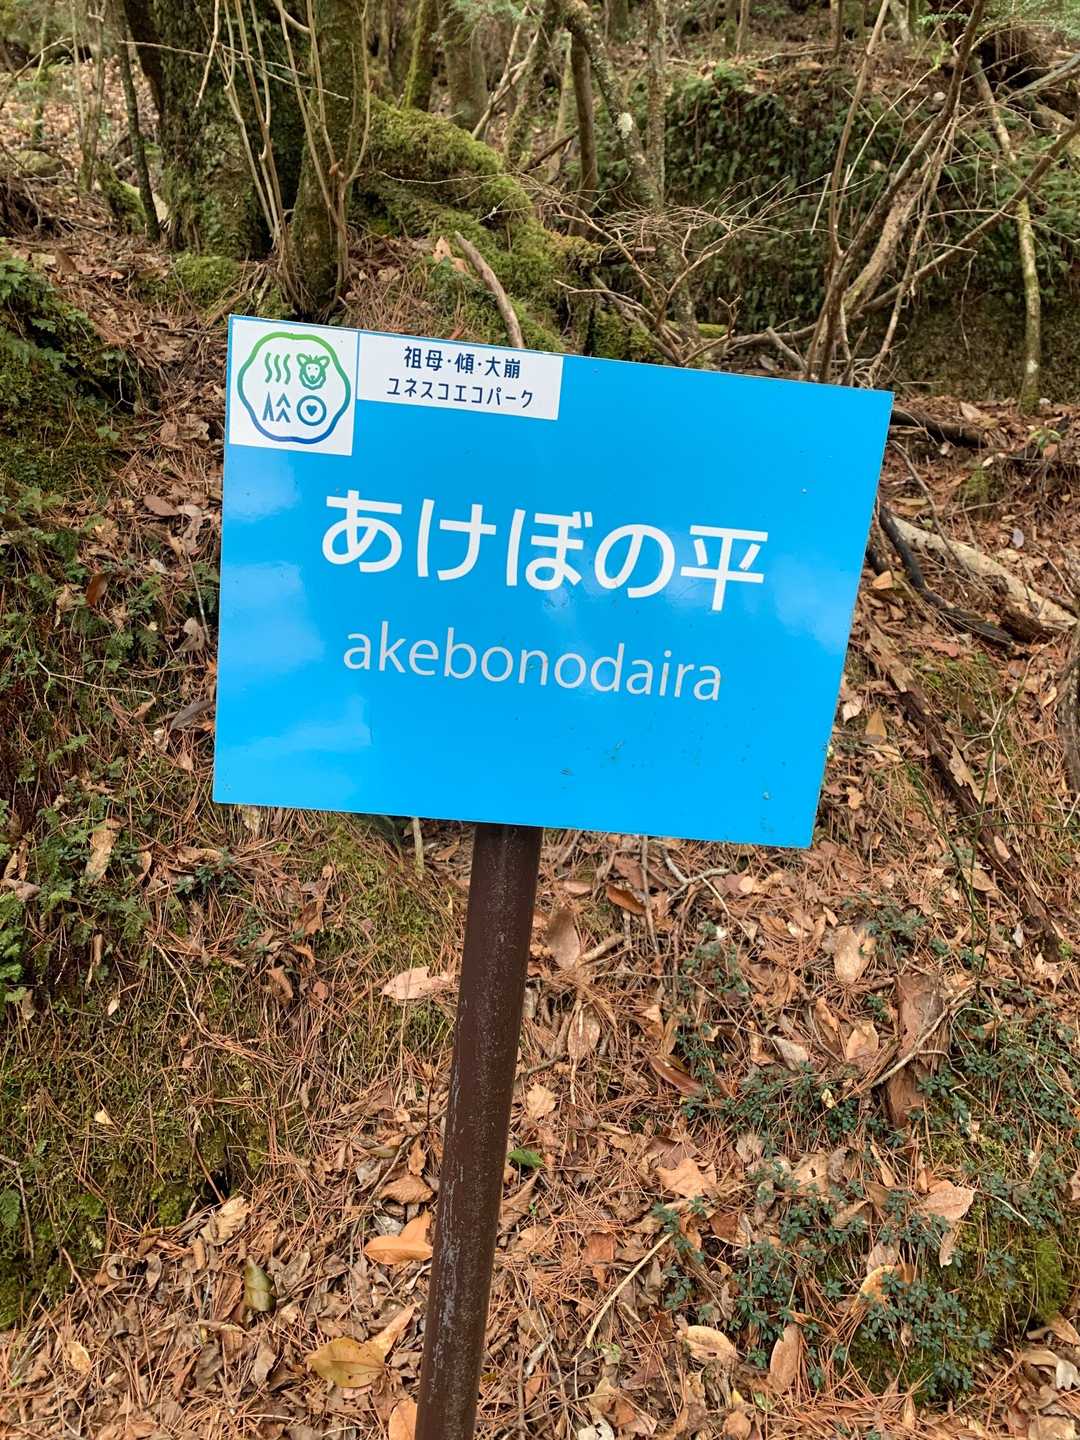 祖母・傾・大崩
ユネスコエコパーク
あけぼの平
akebonodaira